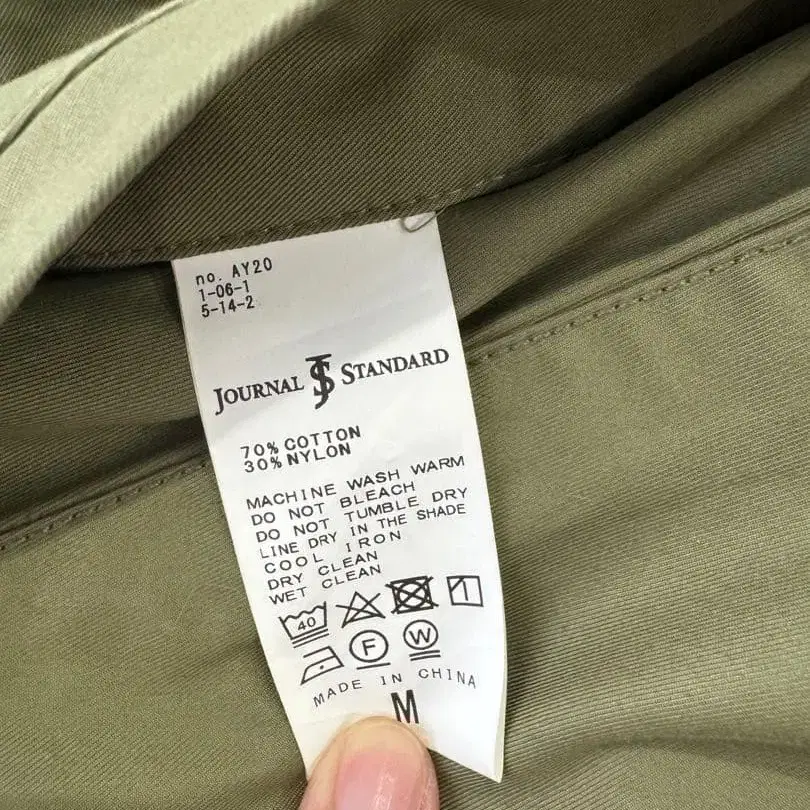 no. AY20
1-06-1
5-14-2
JOURNAL JS STANDARD
70% COTTON
30% NYLON
MACHINE WASH WARM
DO NOT BLEACH
DO NOT TUMBLE DRY
LINE DRY IN THE SHADE
COOL IRON
DRY CLEAN
WET CLEAN
40
F W
MADE IN CHINA
M